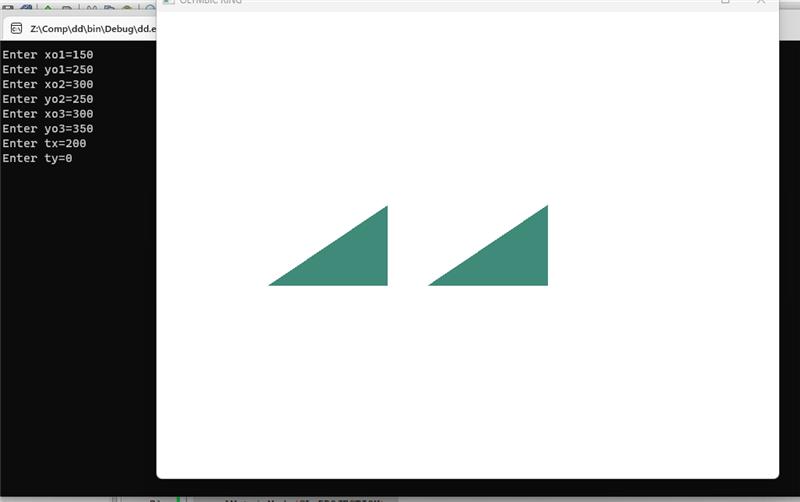 OLYMPIC RING
Z:\Comp\dd\bin\Debug\dd.e
Enter xo1=150
Enter yo1=250
Enter xo2=300
Enter yo2=250
Enter xo3=300
Enter yo3=350
Enter tx=200
Enter ty=0